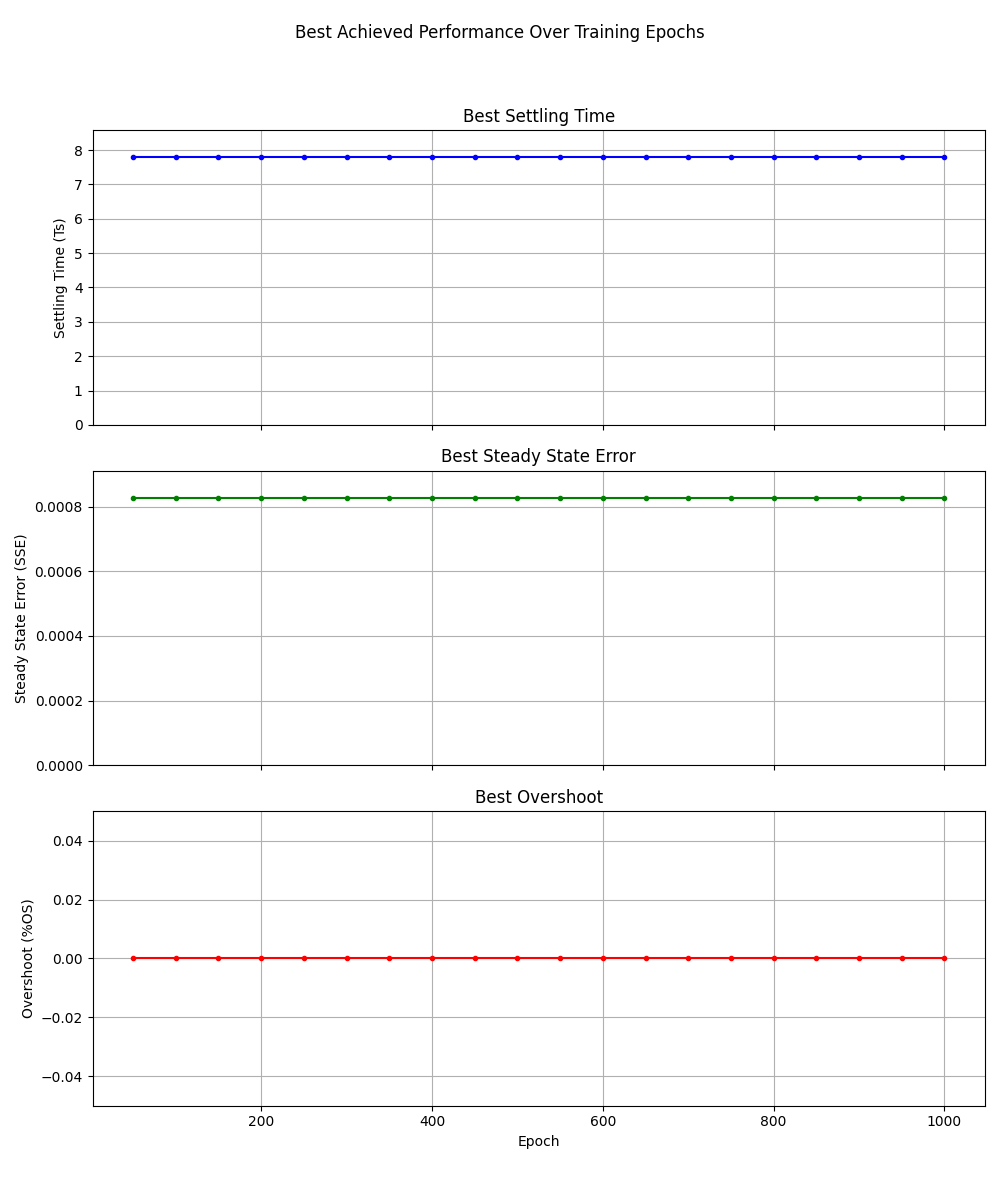 Best Achieved Performance Over Training Epochs
Best Settling Time
Settling Time (Ts)
8
7
6
5
4
3
2
1
0
Best Steady State Error
Steady State Error (SSE)
0.0008
0.0006
0.0004
0.0002
0.0000
Best Overshoot
Overshoot (%OS)
0.04
0.02
0.00
−0.02
−0.04
200 400 600 800 1000
Epoch